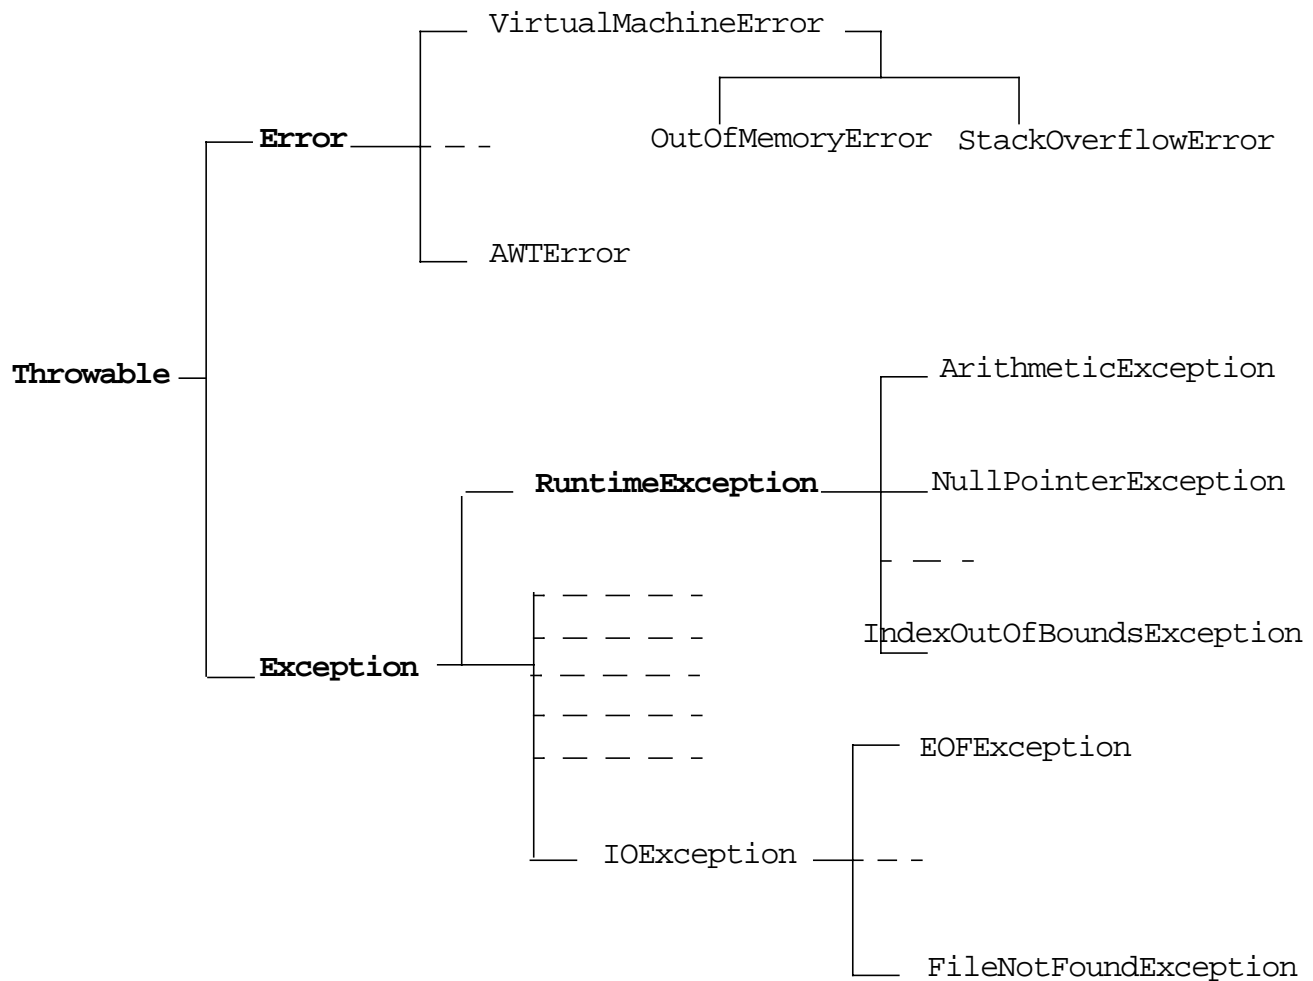 VirtualMachineError
Error
OutOfMemoryError
StackOverflowError
AWTError
Throwable
ArithmeticException
RuntimeException
NullPointerException
IndexOutOfBoundsException
Exception
EOFException
IOException
FileNotFoundException